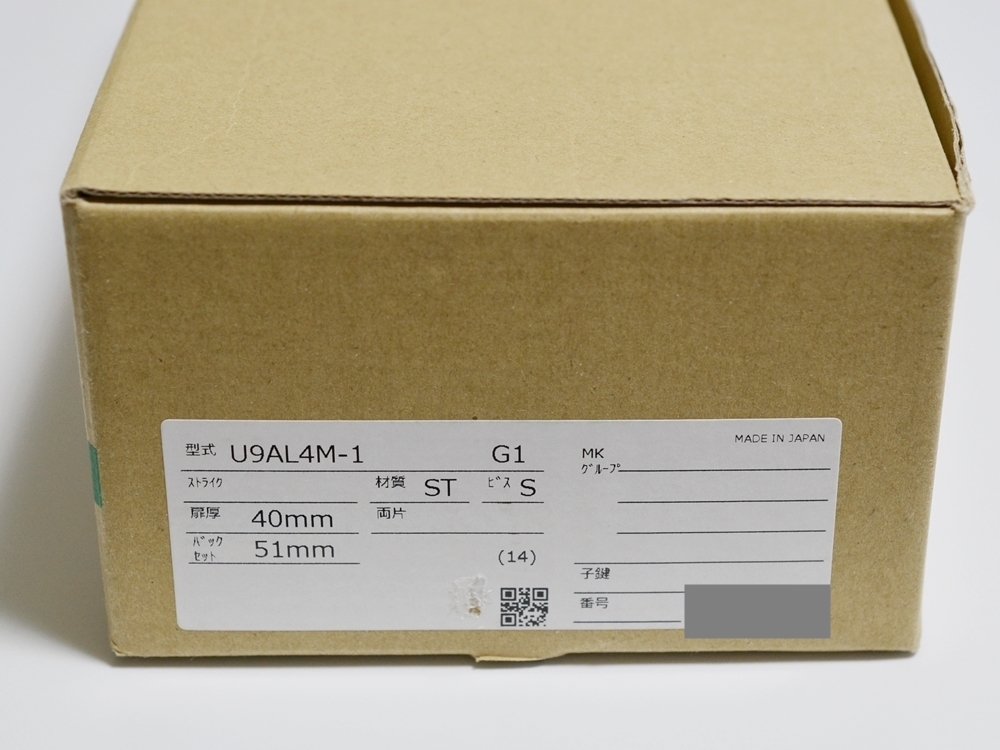 型式 U9AL4M-1 G1
ストライク 材質 ST ビス S
扉厚 40mm 両片
バックセット 51mm
(14)
MADE IN JAPAN
MK
グループ
子鍵
番号